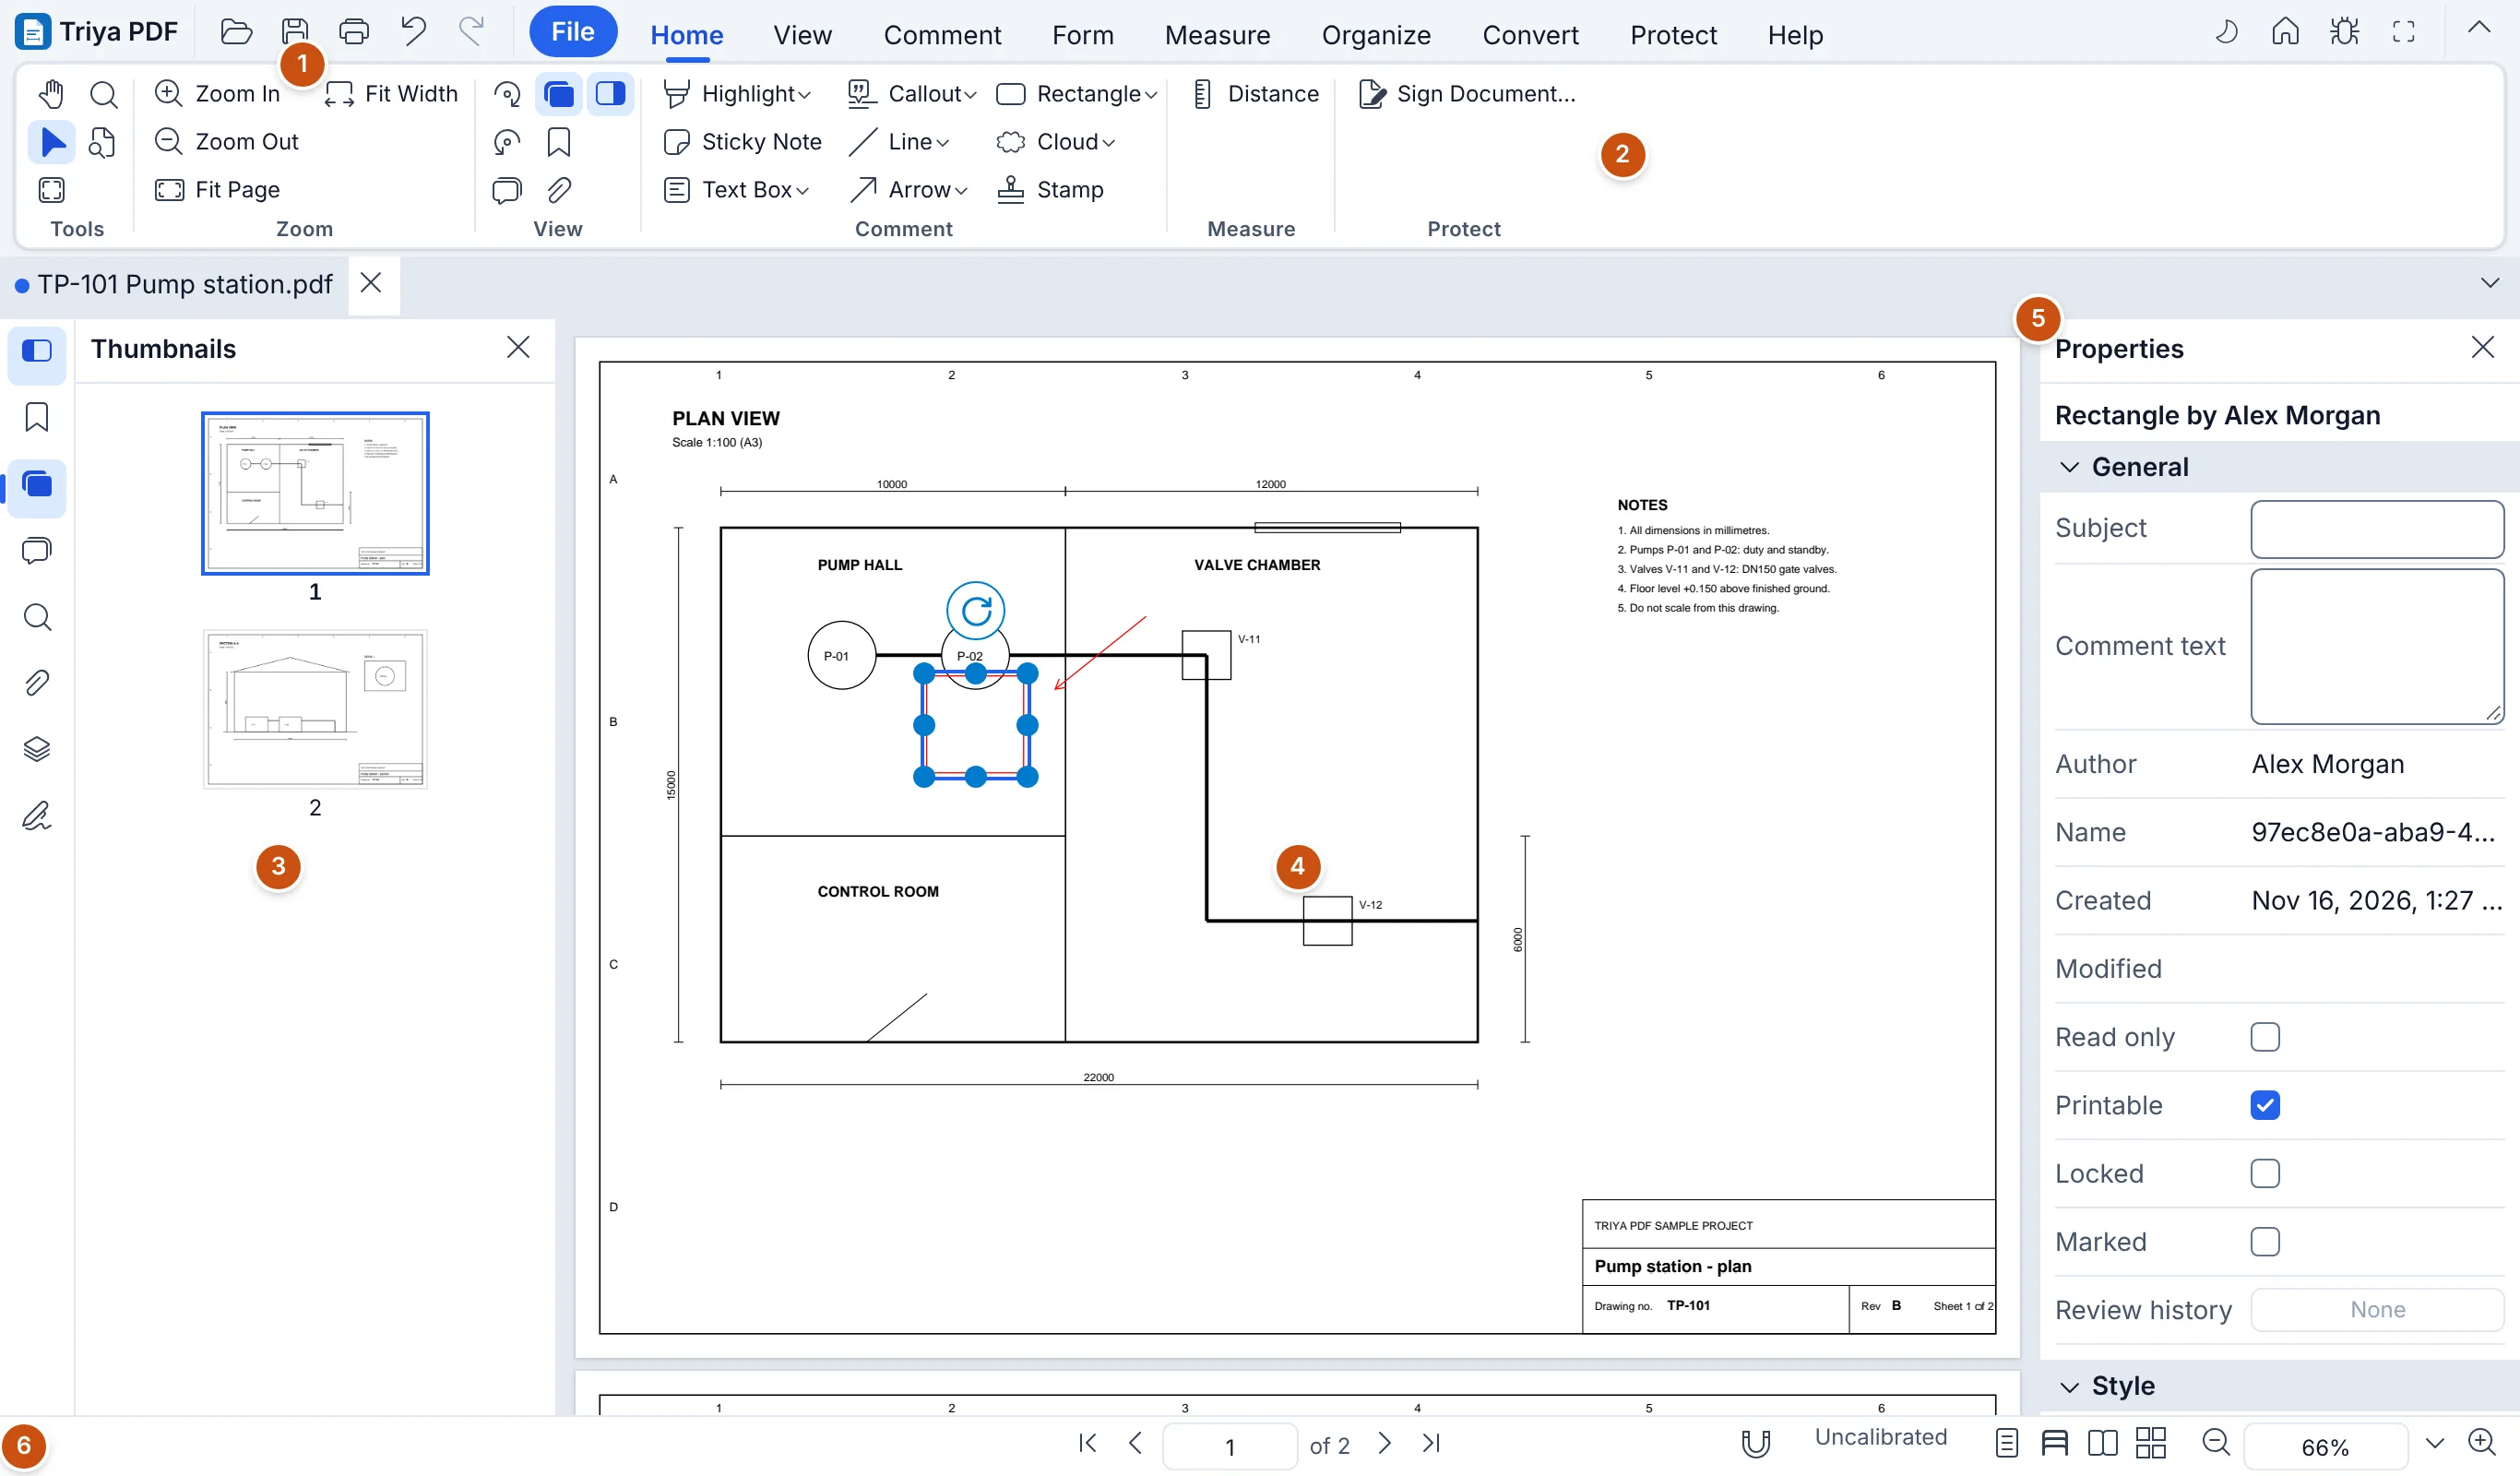 Triya PDF
File
Home
View
Comment
Form
Measure
Organize
Convert
Protect
Help
1
Zoom In
Fit Width
Zoom Out
Fit Page
Highlight
Callout
Rectangle
Sticky Note
Line
Cloud
Text Box
Arrow
Stamp
Distance
Sign Document...
2
Tools
Zoom
View
Comment
Measure
Protect
TP-101 Pump station.pdf
Thumbnails
1
2
3
5
Properties
Rectangle by Alex Morgan
General
Subject
Comment text
Author
Alex Morgan
Name
97ec8e0a-aba9-4...
Created
Nov 16, 2026, 1:27 ...
Modified
Read only
Printable
Locked
Marked
Review history
None
Style
1 2 3 4 5 6
PLAN VIEW
Scale 1:100 (A3)
A
10000
12000
NOTES
1. All dimensions in millimetres.
2. Pumps P-01 and P-02: duty and standby.
3. Valves V-11 and V-12: DN150 gate valves.
4. Floor level +0.150 above finished ground.
5. Do not scale from this drawing.
PUMP HALL
VALVE CHAMBER
P-01
P-02
V-11
B
15000
4
CONTROL ROOM
V-12
6000
C
22000
D
TRIYA PDF SAMPLE PROJECT
Pump station - plan
Drawing no. TP-101
Rev B
Sheet 1 of 2
1 2 3 4 5 6
6
1
of 2
Uncalibrated
66%